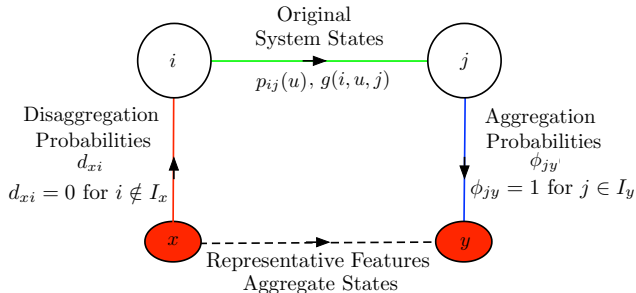 Original
System States
i
j
p_{ij}(u), g(i, u, j)
Disaggregation
Probabilities
d_{xi}
d_{xi} = 0 for i ∉ I_x
Aggregation
Probabilities
ϕ_{jy}
ϕ_{jy} = 1 for j ∈ I_y
x
y
Representative Features
Aggregate States